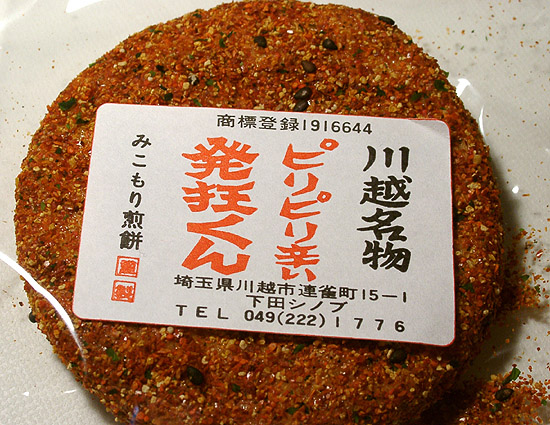 商標登録1916644
川越名物
ピリピリ辛い
発狂くん
みこもり煎餅
埼玉県川越市連雀町15-1
下田シノブ
TEL 049(222)1776